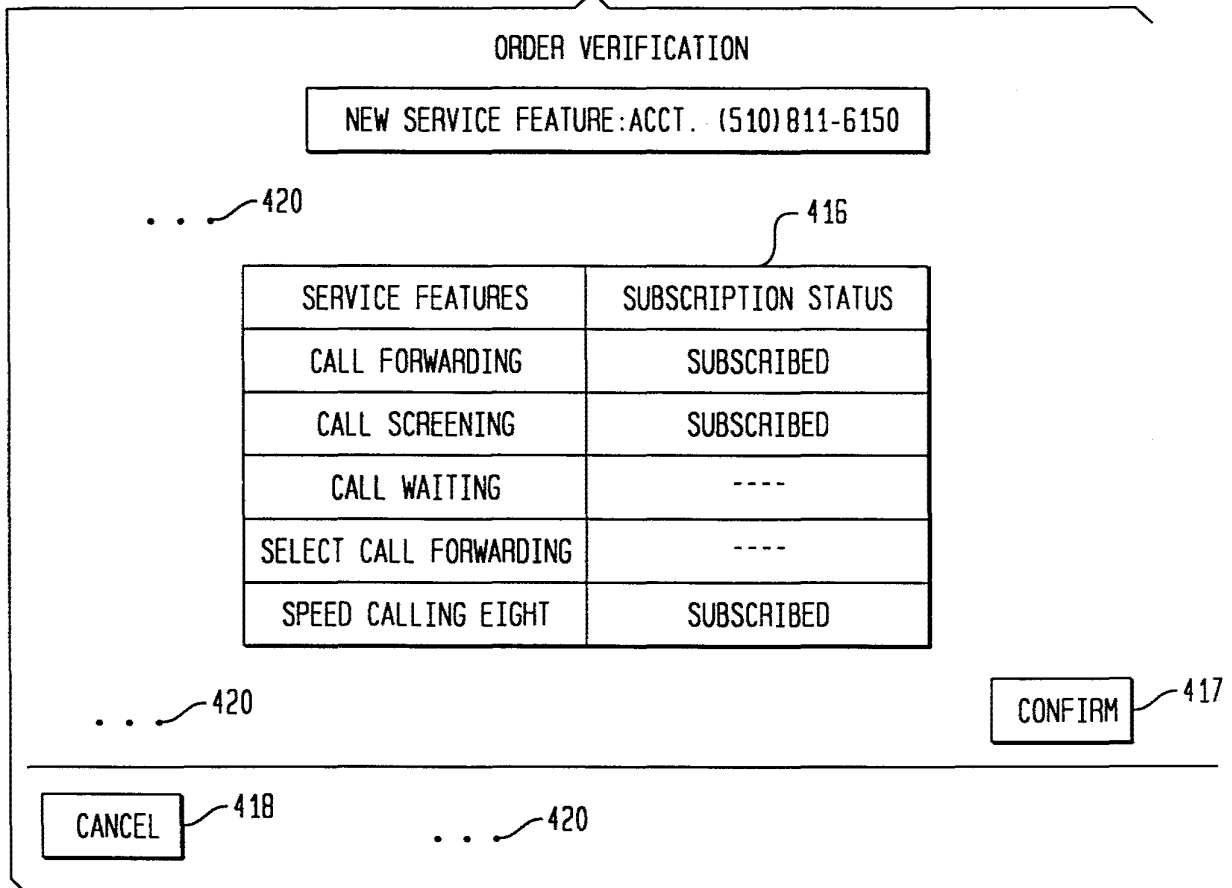 ORDER VERIFICATION
NEW SERVICE FEATURE:ACCT. (510)811-6150
. . . 420
416
SERVICE FEATURES SUBSCRIPTION STATUS
CALL FORWARDING SUBSCRIBED
CALL SCREENING SUBSCRIBED
CALL WAITING ----
SELECT CALL FORWARDING ----
SPEED CALLING EIGHT SUBSCRIBED
. . . 420
CONFIRM 417
CANCEL 418
. . . 420